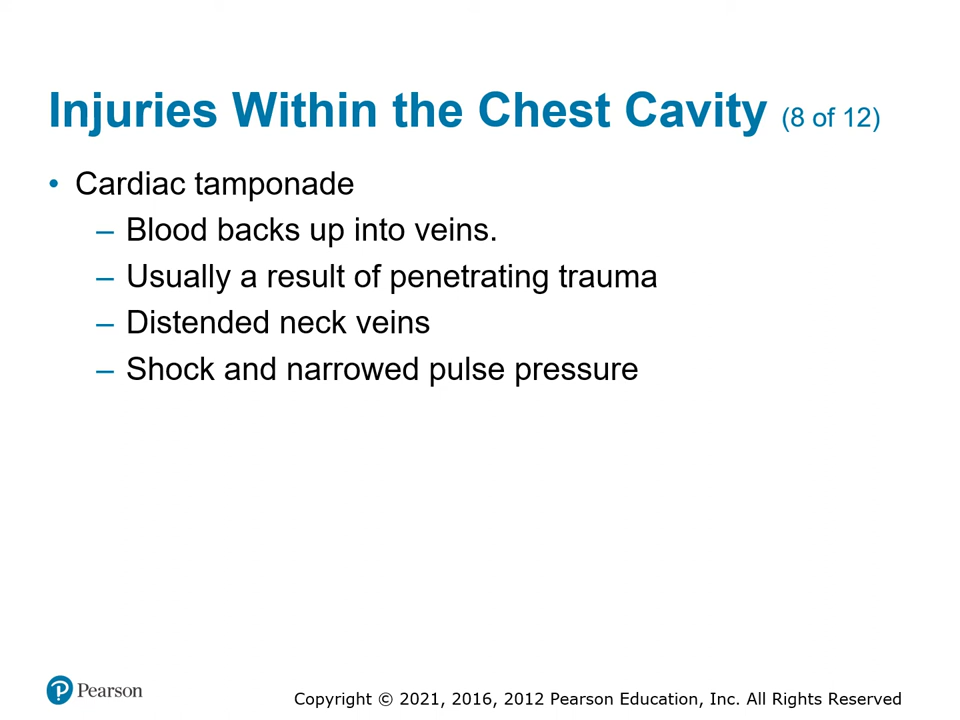 Injuries Within the Chest Cavity (8 of 12)
• Cardiac tamponade
– Blood backs up into veins.
– Usually a result of penetrating trauma
– Distended neck veins
– Shock and narrowed pulse pressure
Pearson
Copyright © 2021, 2016, 2012 Pearson Education, Inc. All Rights Reserved